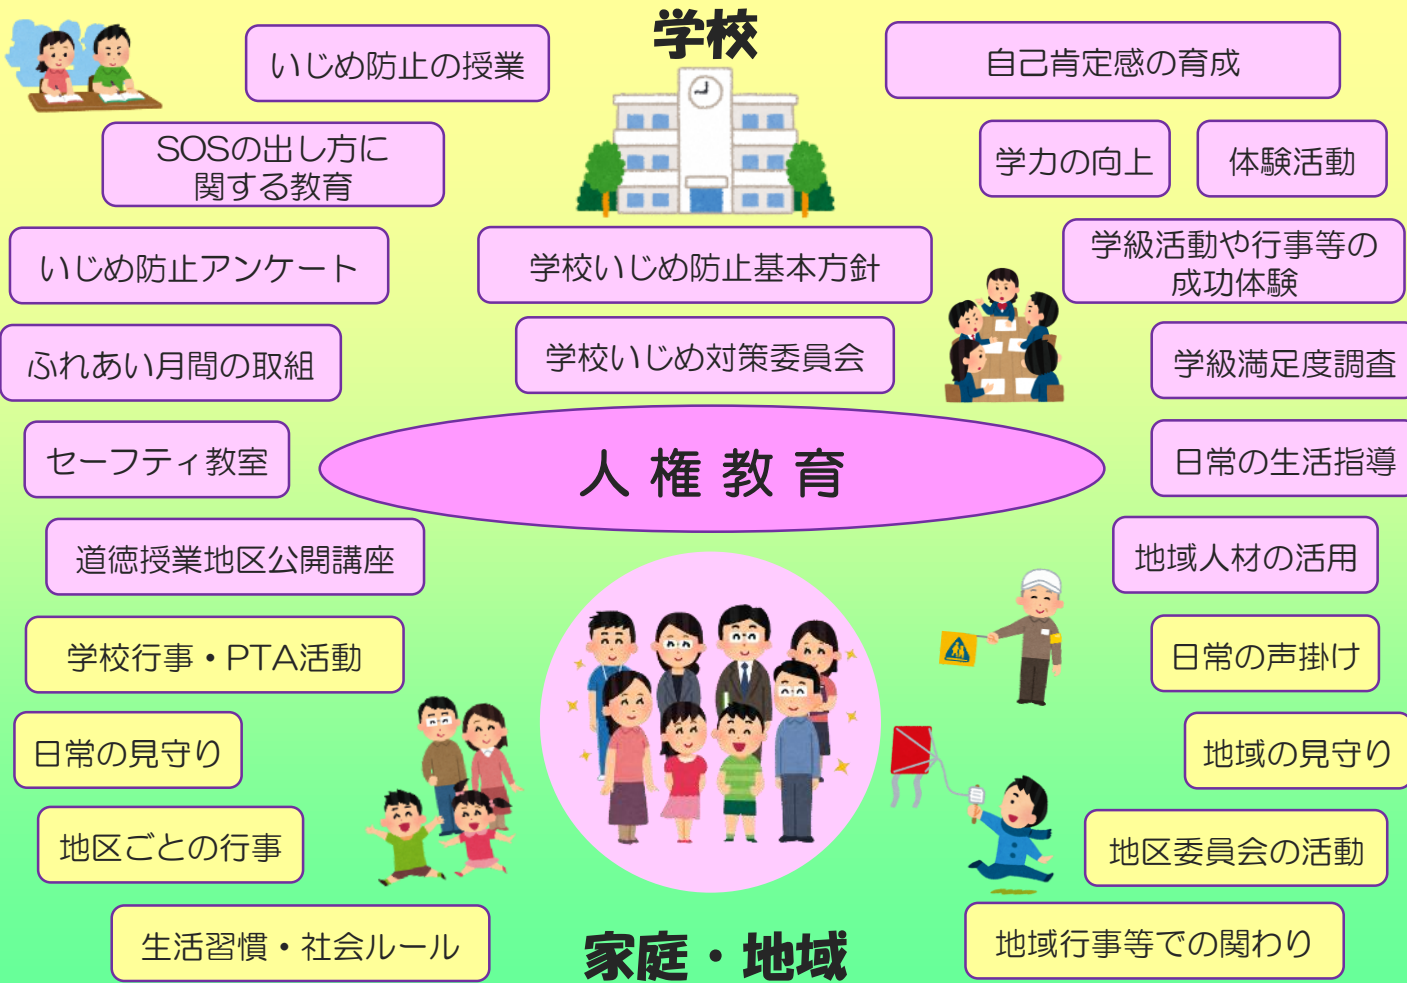 学校
いじめ防止の授業
自己肯定感の育成
SOSの出し方に
関する教育
学力の向上
体験活動
いじめ防止アンケート
学校いじめ防止基本方針
学級活動や行事等の
成功体験
ふれあい月間の取組
学校いじめ対策委員会
学級満足度調査
セーフティ教室
人権教育
日常の生活指導
道徳授業地区公開講座
地域人材の活用
学校行事・PTA活動
日常の声掛け
日常の見守り
地域の見守り
地区ごとの行事
地区委員会の活動
生活習慣・社会ルール
家庭・地域
地域行事等での関わり